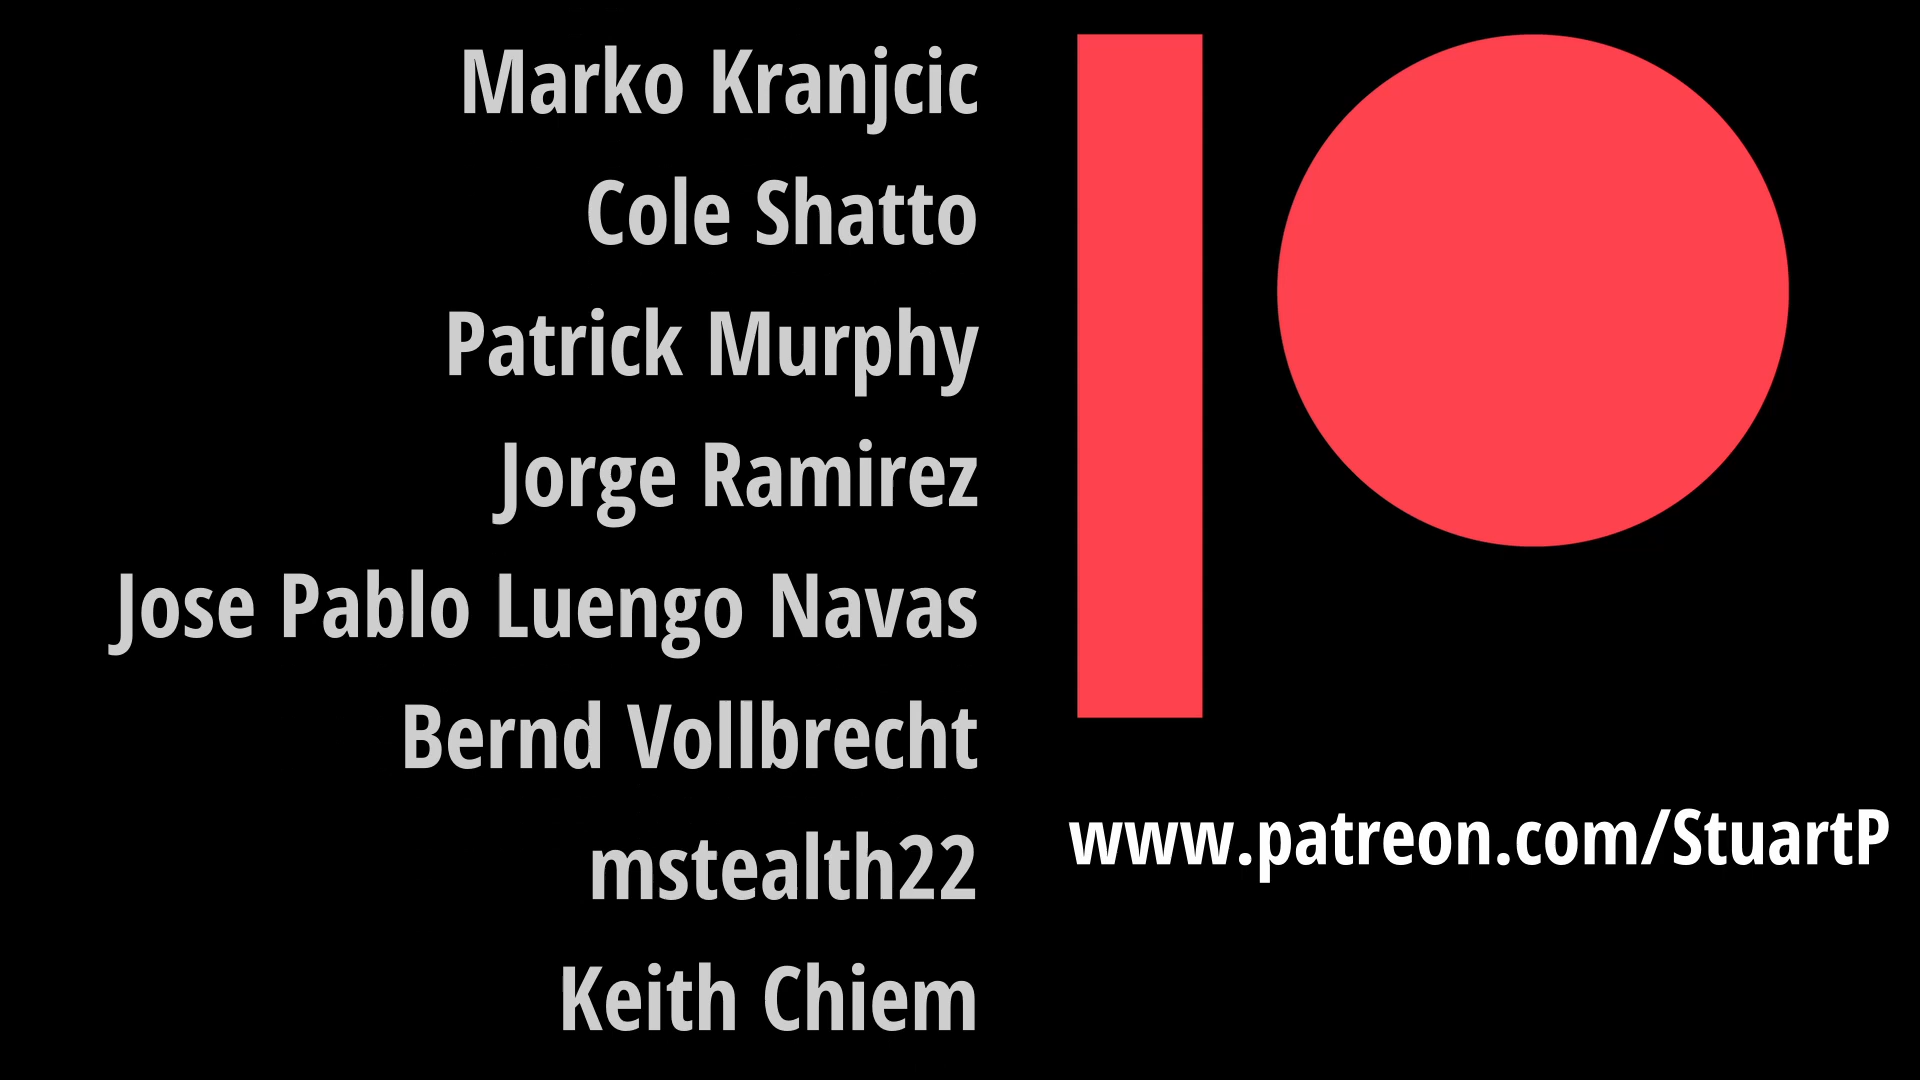 Marko Kranjcic
Cole Shatto
Patrick Murphy
Jorge Ramirez
Jose Pablo Luengo Navas
Bernd Vollbrecht
mstealth22
Keith Chiem
www.patreon.com/StuartP